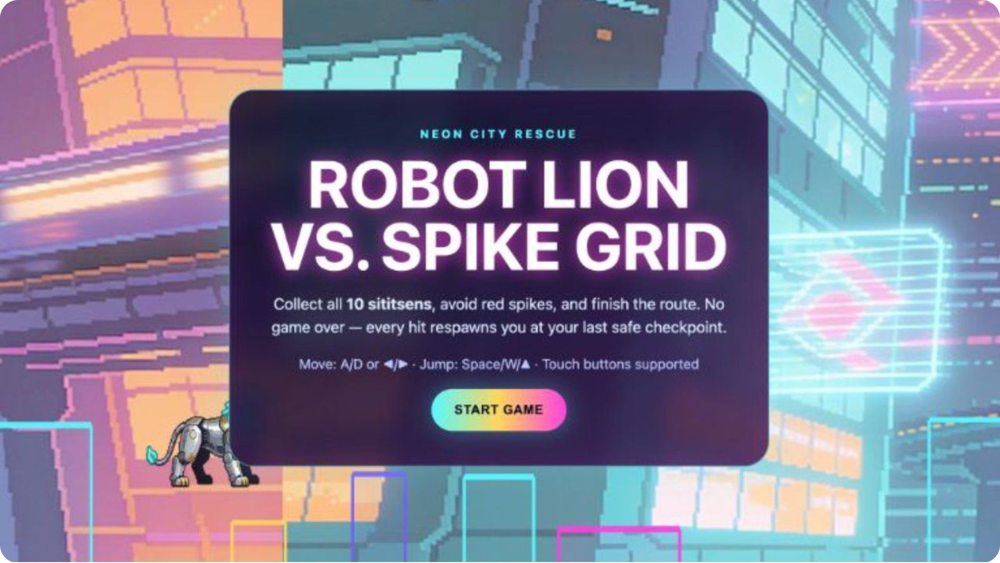 NEON CITY RESCUE
ROBOT LION
VS. SPIKE GRID
Collect all 10 sititsens, avoid red spikes, and finish the route. No
game over — every hit respawns you at your last safe checkpoint.
Move: A/D or ◀/▶ · Jump: Space/W/▲ · Touch buttons supported
START GAME